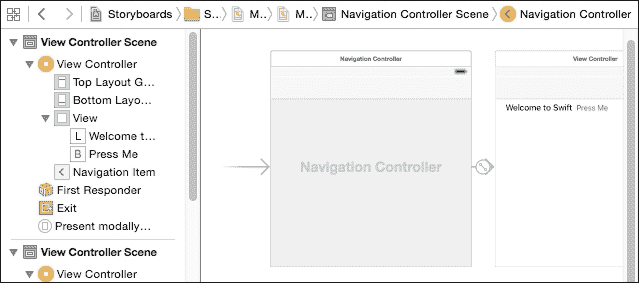 Storyboards S... M... M... Navigation Controller Scene Navigation Controller
View Controller Scene
View Controller
Top Layout G...
Bottom Layo...
View
L Welcome t...
B Press Me
Navigation Item
First Responder
Exit
Present modally...
View Controller Scene
View Controller
Navigation Controller
Navigation Controller
View Controller
Welcome to Swift Press Me